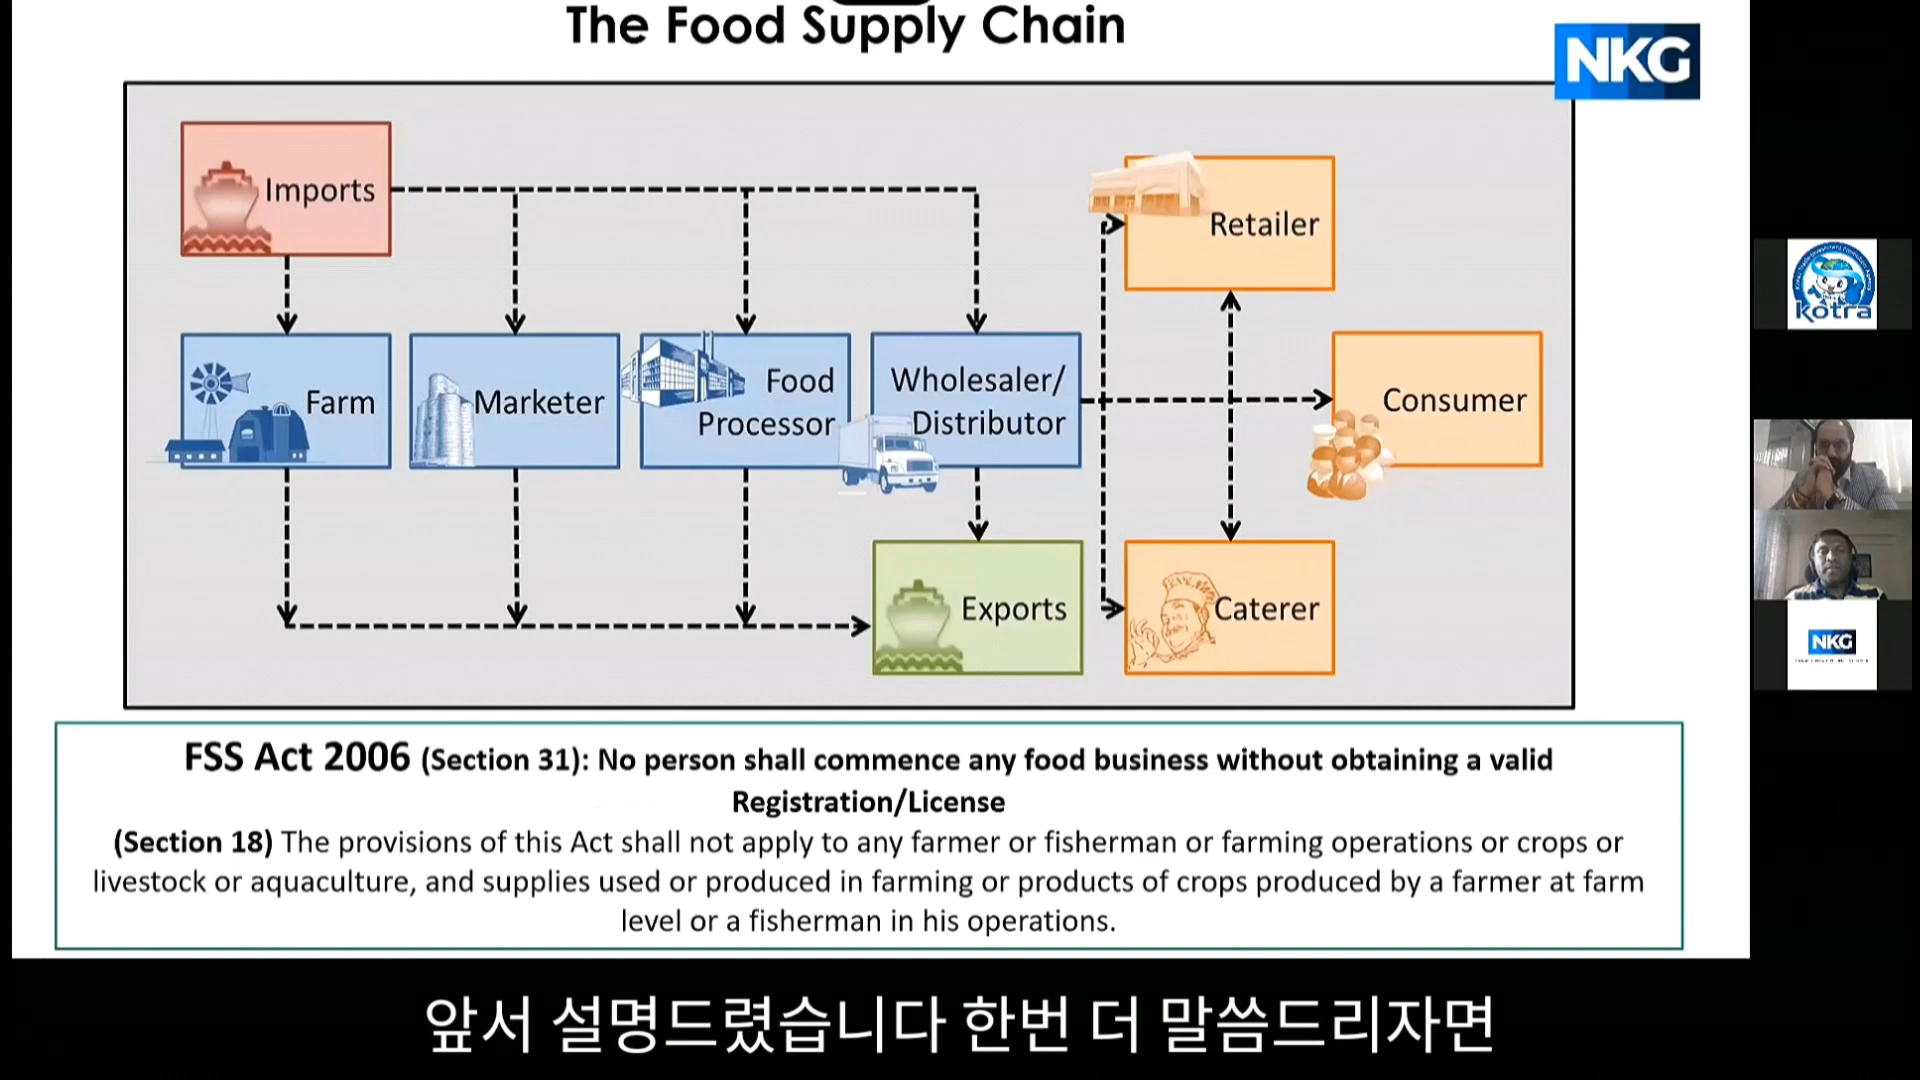 The Food Supply Chain
NKG
Imports
Retailer
Farm
Marketer
Food
Processor
Wholesaler/
Distributor
Consumer
Exports
Caterer
FSS Act 2006 (Section 31): No person shall commence any food business without obtaining a valid
Registration/License
(Section 18) The provisions of this Act shall not apply to any farmer or fisherman or farming operations or crops or
livestock or aquaculture, and supplies used or produced in farming or products of crops produced by a farmer at farm
level or a fisherman in his operations.
kotra
NKG
앞서 설명드렸습니다 한번 더 말씀드리자면